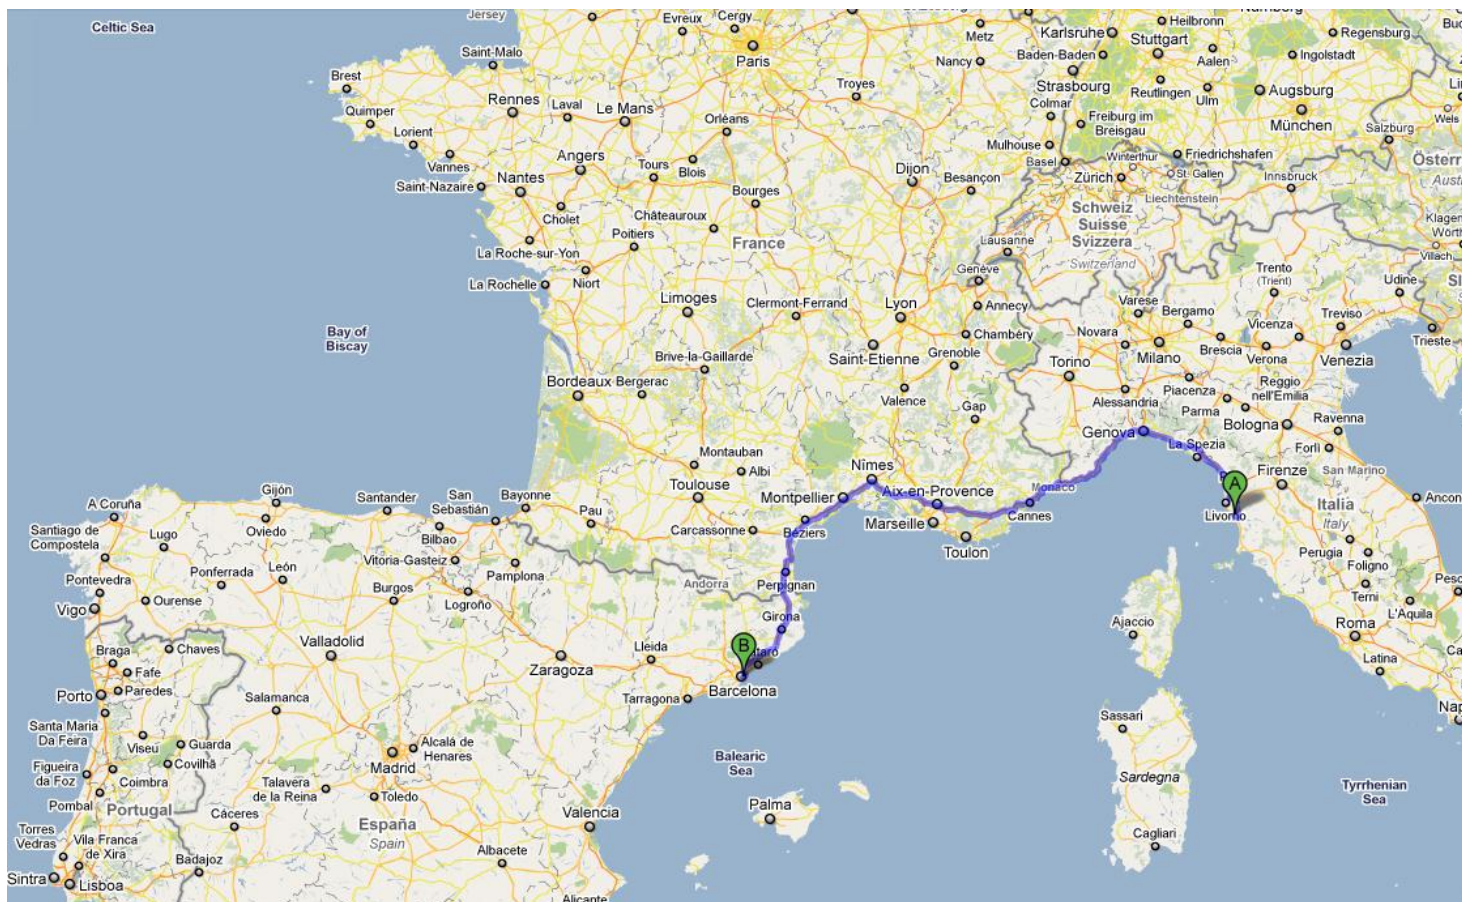 Celtic Sea
Jersey
Evreux
Cergy
Metz
Karlsruhe
Heilbronn
Regensburg
Stuttgart
Saint-Malo
Paris
Nancy
Baden-Baden
Aalen
Ingolstadt
Brest
Troyes
Strasbourg
Reutlingen
Ulm
Augsburg
Quimper
Rennes
Laval
Le Mans
Orléans
Colmar
Freiburg im
Breisgau
München
Wels
Lorient
Salzburg
Vannes
Angers
Tours
Blois
Dijon
Mulhouse
Basel
Winterthur
Friedrichshafen
Saint-Nazaire
Nantes
Bourges
Besançon
Zürich
St. Gallen
Innsbruck
Cholet
Châteauroux
Schweiz
Suisse
Svizzera
Switzerland
Liechtenstein
Poitiers
France
Lausanne
La Roche-sur-Yon
Genève
Trento
(Trient)
Villach
Udine
La Rochelle
Niort
Limoges
Clermont-Ferrand
Lyon
Annecy
Varese
Bergamo
Vicenza
Treviso
Bay of
Biscay
Chambéry
Novara
Milano
Brescia
Verona
Venezia
Trieste
Brive-la-Gaillarde
Saint-Etienne
Grenoble
Torino
Bordeaux
Bergerac
Valence
Alessandria
Piacenza
Reggio
nell'Emilia
Gap
Parma
Bologna
Ravenna
Genova
La Spezia
Forlì
Montauban
Albi
Nîmes
Firenze
San Marino
A
Toulouse
Montpellier
Aix-en-Provence
Monaco
Cannes
Livorno
Italia
Italy
A Coruña
Gijón
Santander
San
Sebastián
Bayonne
Pau
Carcassonne
Béziers
Marseille
Toulon
Santiago de
Compostela
Lugo
Oviedo
Bilbao
Vitoria-Gasteiz
Pamplona
Andorra
Perpignan
Perugia
Foligno
Terni
L'Aquila
Pontevedra
Ponferrada
León
Burgos
Logroño
Vigo
Ourense
Girona
Ajaccio
Roma
Braga
Chaves
Valladolid
Zaragoza
Lleida
B
Barcelona
Latina
Fafe
Porto
Paredes
Salamanca
Tarragona
Sassari
Santa Maria
Da Feira
Viseu
Guarda
Covilhã
Madrid
Alcalá de
Henares
Balearic
Sea
Figueira
da Foz
Coimbra
Talavera
de la Reina
Toledo
Sardegna
Tyrrhenian
Sea
Pombal
Portugal
Cáceres
España
Spain
Valencia
Palma
Torres
Vedras
Vila Franca
de Xira
Badajoz
Albacete
Cagliari
Sintra
Lisboa
Alicante